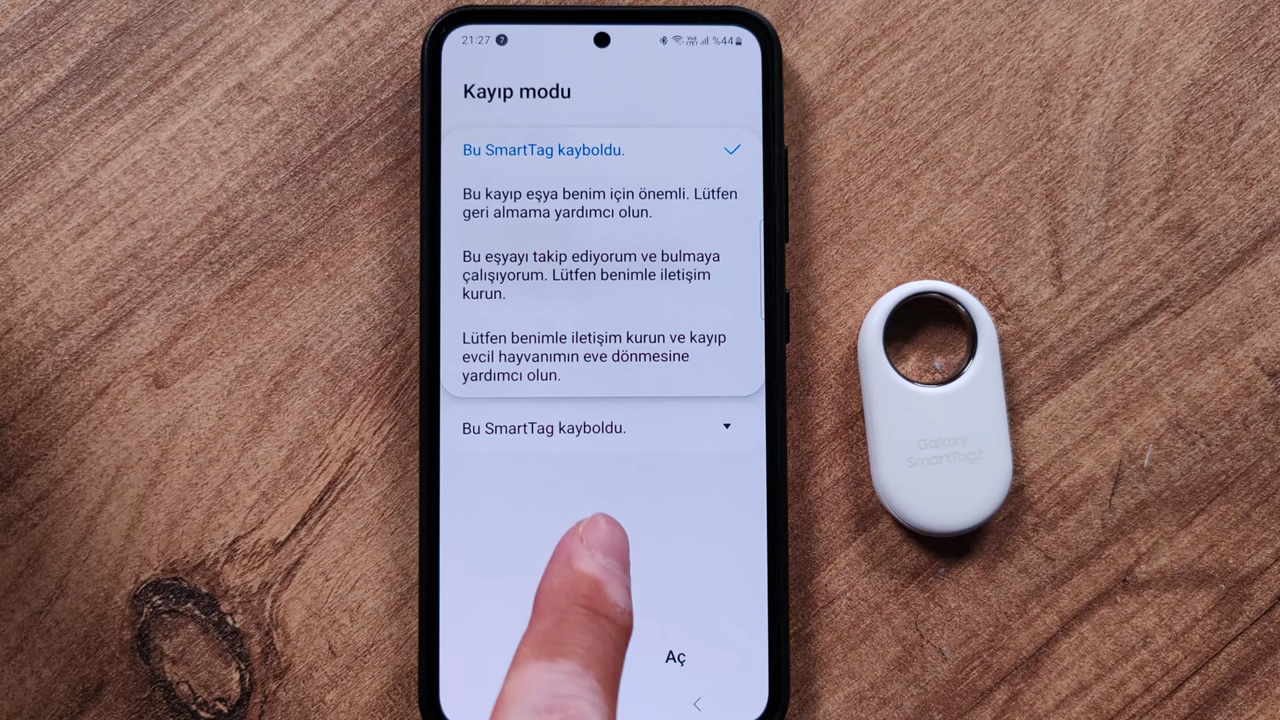 21:27 7 %44
Kayıp modu
Bu SmartTag kayboldu.
Bu kayıp eşya benim için önemli. Lütfen
geri almama yardımcı olun.
Bu eşyayı takip ediyorum ve bulmaya
çalışıyorum. Lütfen benimle iletişim
kurun.
Lütfen benimle iletişim kurun ve kayıp
evcil hayvanımın eve dönmesine
yardımcı olun.
Bu SmartTag kayboldu.
Aç
Galaxy
SmartTag2